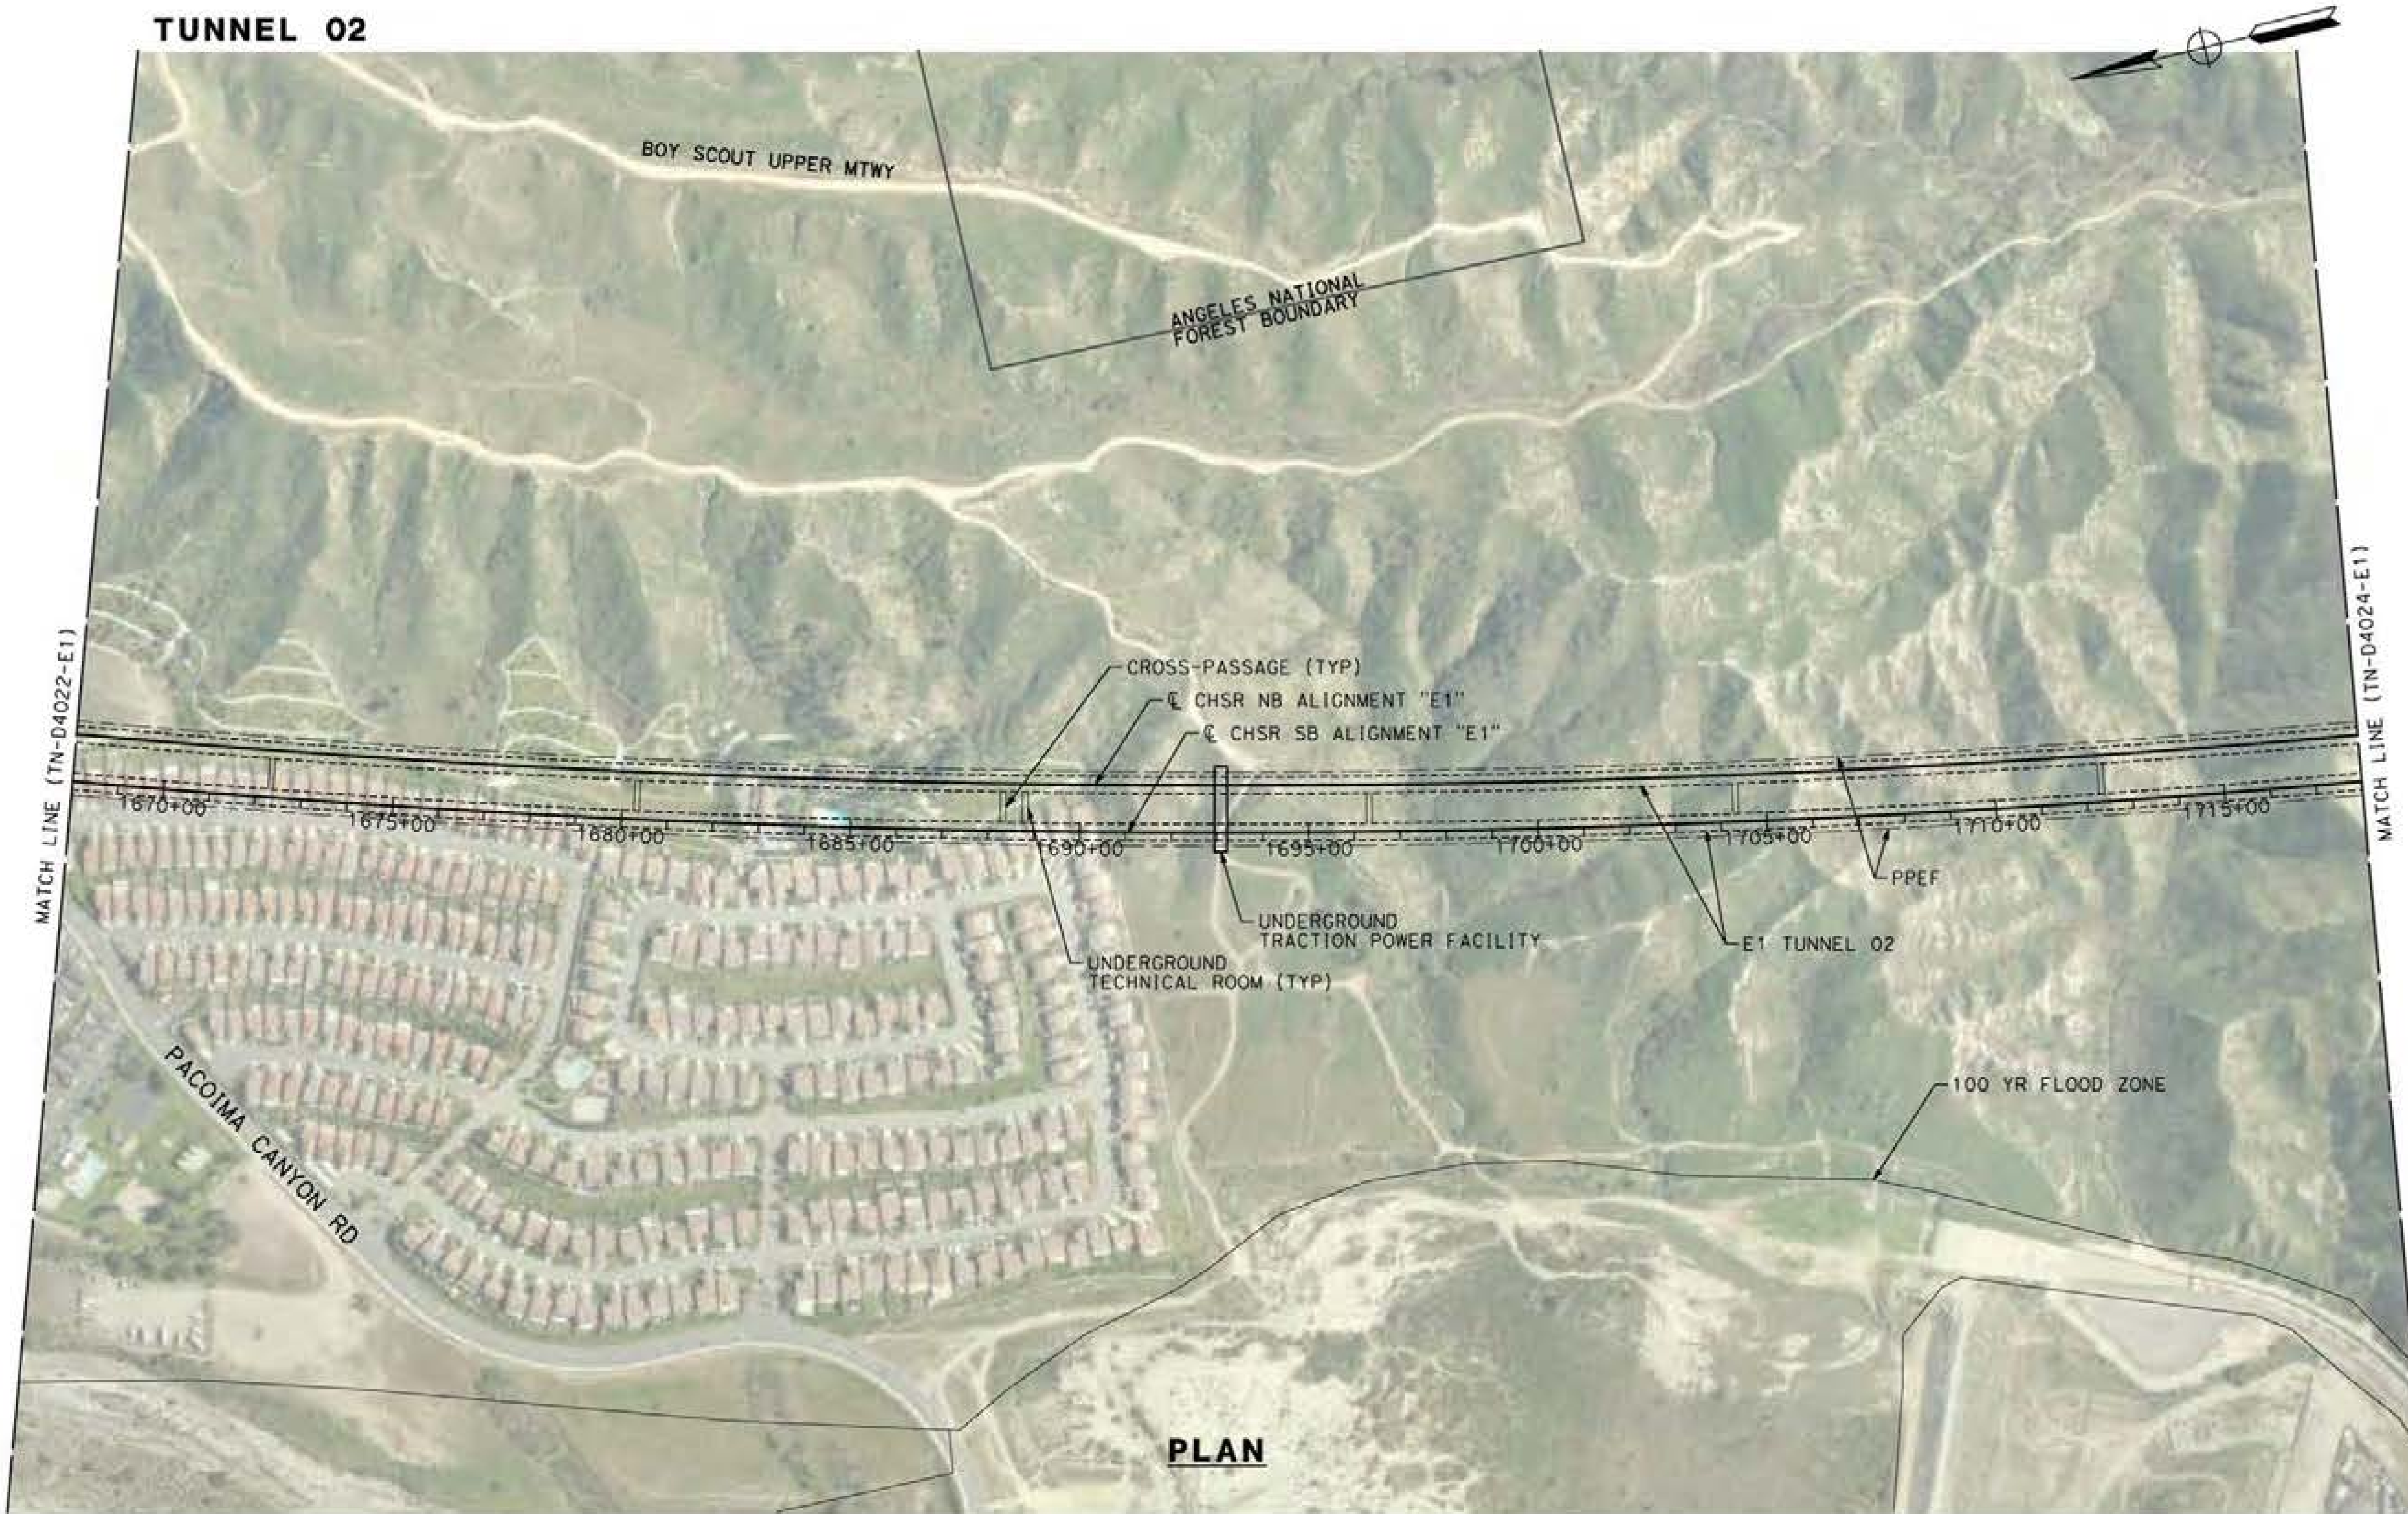 TUNNEL 02
BOY SCOUT UPPER MTWY
ANGELES NATIONAL
FOREST BOUNDARY
MATCH LINE (TN-D4022-E1)
MATCH LINE (TN-D4024-E1)
CROSS-PASSAGE (TYP)
℄ CHSR NB ALIGNMENT "E1"
℄ CHSR SB ALIGNMENT "E1"
1670+00
1675+00
1680+00
1685+00
1690+00
1695+00
1700+00
1705+00
1710+00
1715+00
PPEF
UNDERGROUND
TRACTION POWER FACILITY
E1 TUNNEL 02
UNDERGROUND
TECHNICAL ROOM (TYP)
PACOIMA CANYON RD
100 YR FLOOD ZONE
PLAN